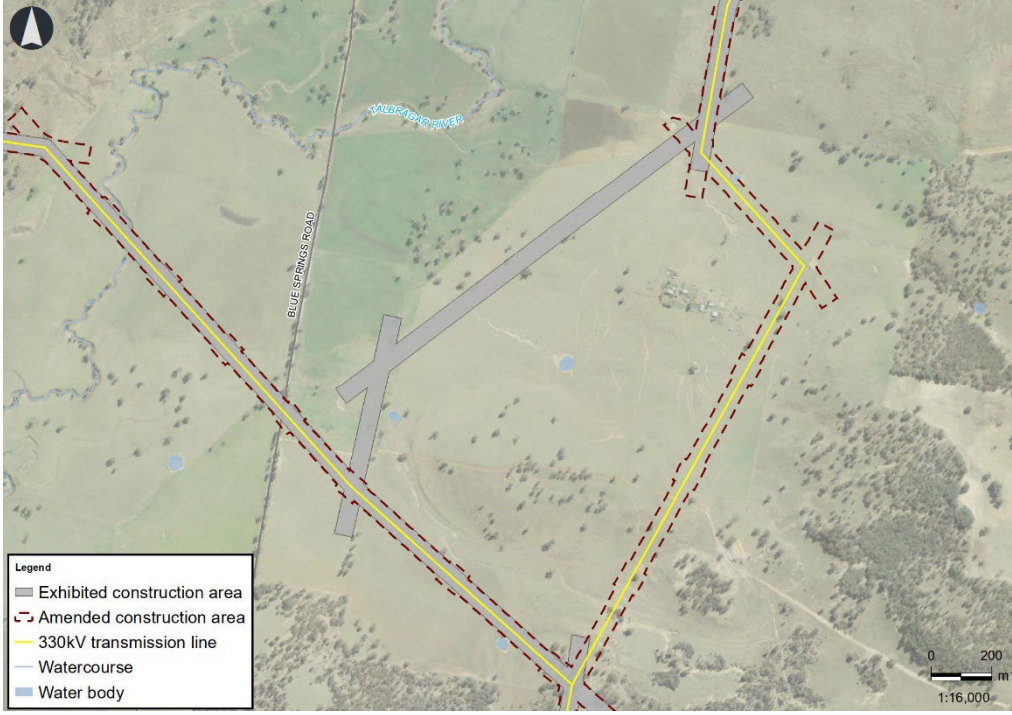 TALBRAGAR RIVER
BLUE SPRINGS ROAD
Legend
Exhibited construction area
Amended construction area
330kV transmission line
Watercourse
Water body
0 200
m
1:16,000